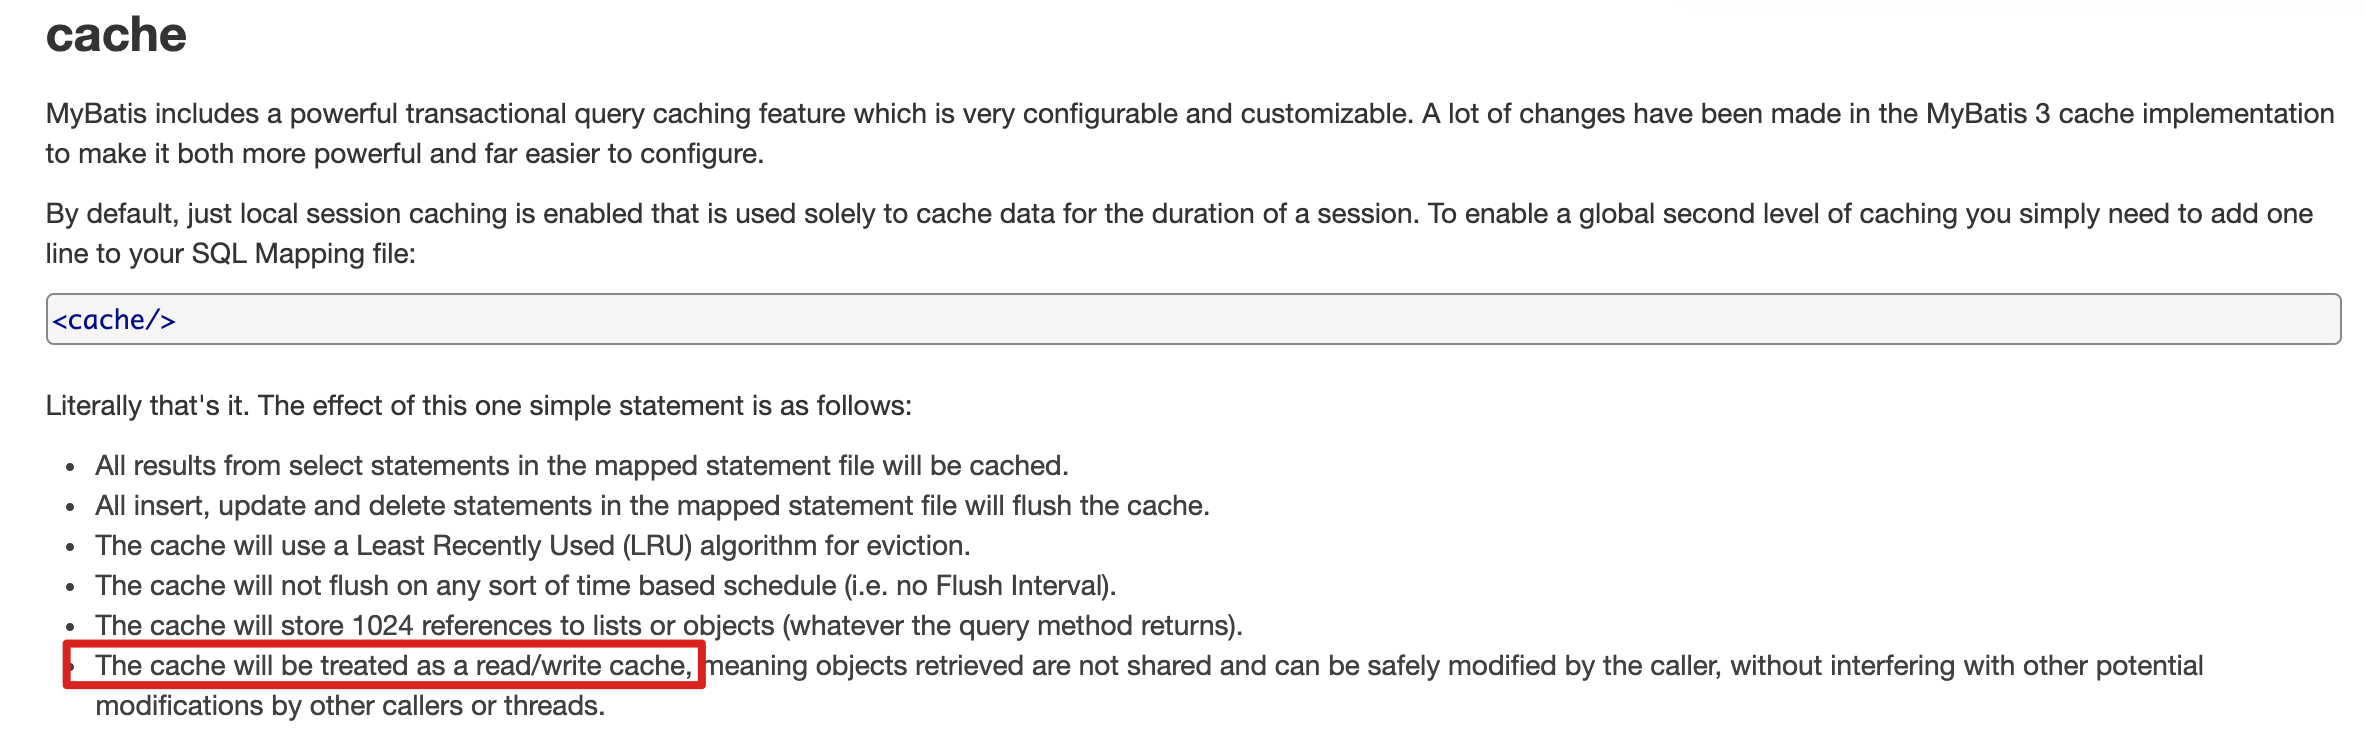 cache
MyBatis includes a powerful transactional query caching feature which is very configurable and customizable. A lot of changes have been made in the MyBatis 3 cache implementation
to make it both more powerful and far easier to configure.
By default, just local session caching is enabled that is used solely to cache data for the duration of a session. To enable a global second level of caching you simply need to add one
line to your SQL Mapping file:
<cache/>
Literally that's it. The effect of this one simple statement is as follows:
• All results from select statements in the mapped statement file will be cached.
• All insert, update and delete statements in the mapped statement file will flush the cache.
• The cache will use a Least Recently Used (LRU) algorithm for eviction.
• The cache will not flush on any sort of time based schedule (i.e. no Flush Interval).
• The cache will store 1024 references to lists or objects (whatever the query method returns).
• The cache will be treated as a read/write cache, meaning objects retrieved are not shared and can be safely modified by the caller, without interfering with other potential
modifications by other callers or threads.